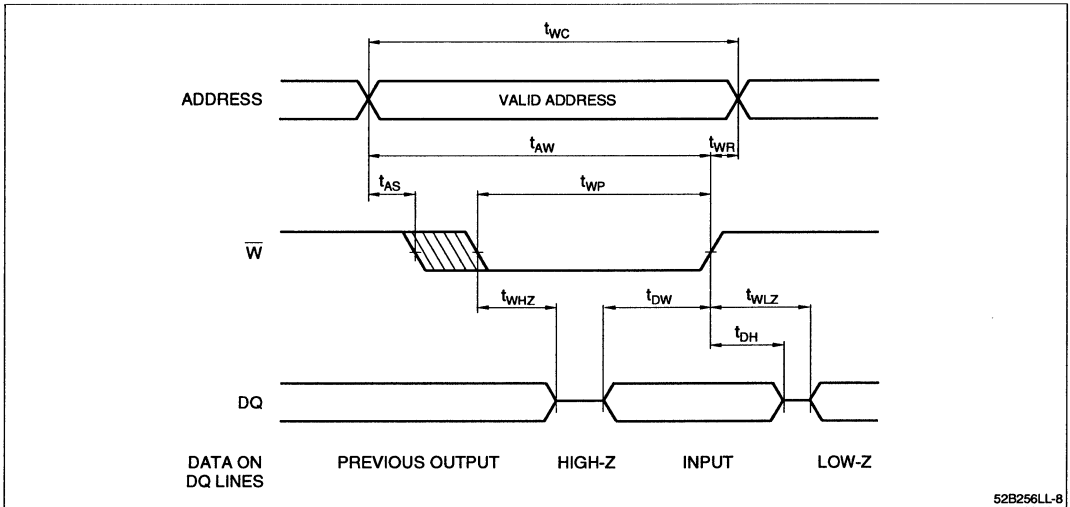 tWC
ADDRESS
VALID ADDRESS
tAW
tWR
tAS
tWP
W̅
tWHZ
tDW
tWLZ
tDH
DQ
DATA ON
DQ LINES
PREVIOUS OUTPUT
HIGH-Z
INPUT
LOW-Z
52B256LL-8